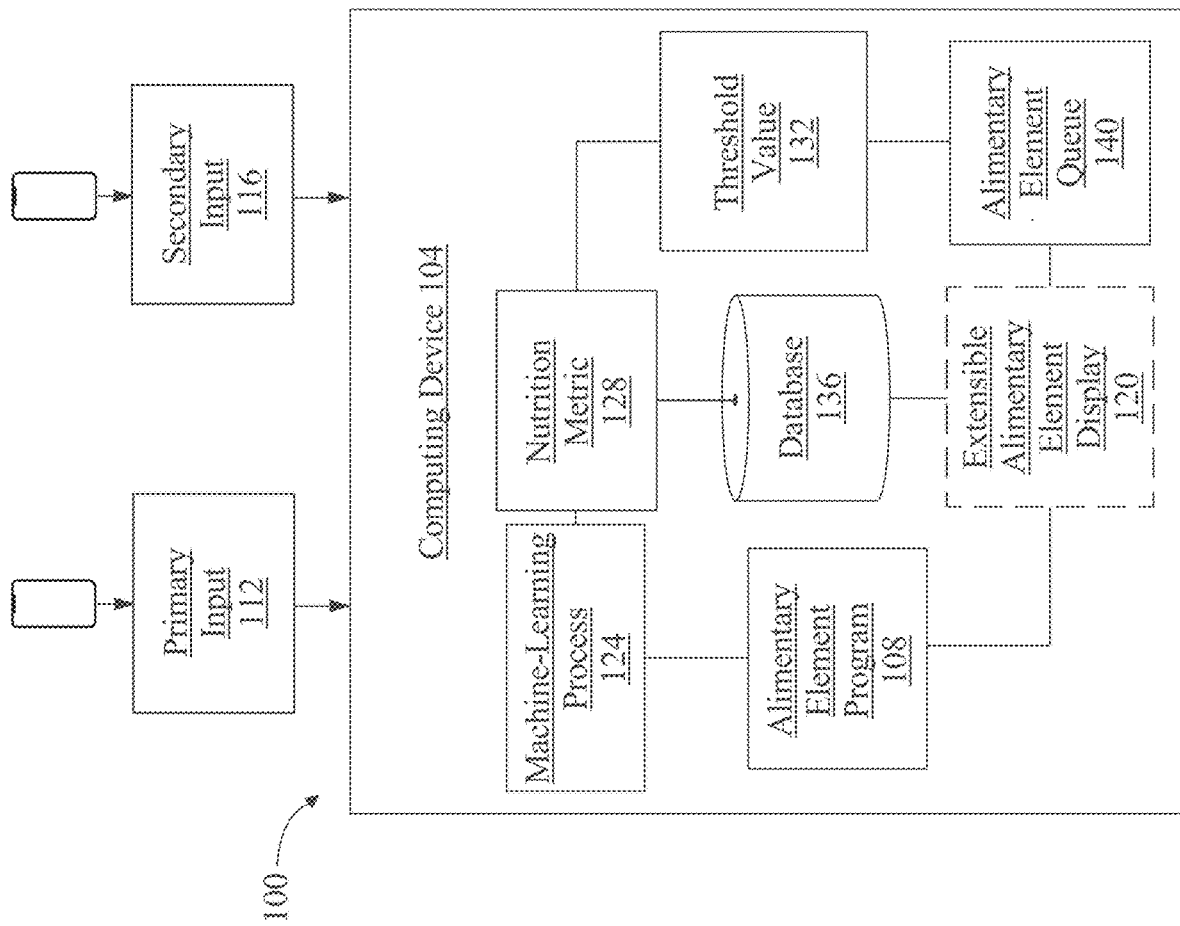 100
Primary
Input
112
Secondary
Input
116
Computing Device 104
Machine-Learning
Process
124
Nutrition
Metric
128
Threshold
Value
132
Alimentary
Element
Program
108
Database
136
Extensible
Alimentary
Element
Display
120
Alimentary
Element
Queue
140